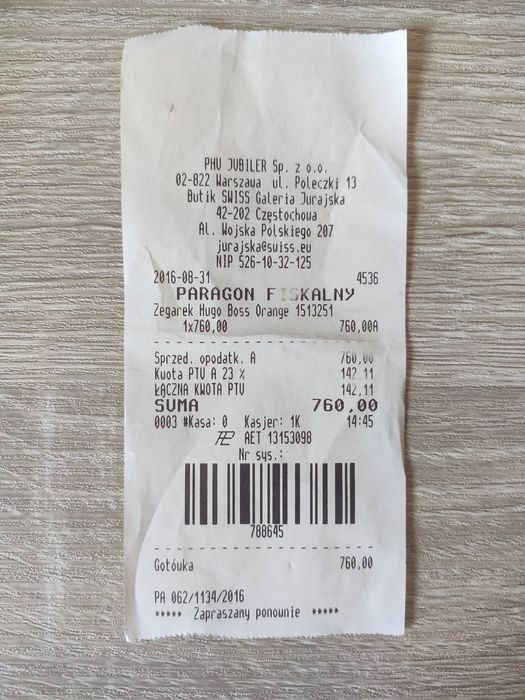 PHU JUBILER Sp. z o.o.
02-822 Warszawa ul. Poleczki 13
Butik SWISS Galeria Jurajska
42-202 Częstochowa
Al. Wojska Polskiego 207
jurajska@swiss.eu
NIP 526-10-32-125
2016-08-31 4536
PARAGON FISKALNY
Zegarek Hugo Boss Orange 1513251
1x760,00 760,00A
Sprzed. opodatk. A 760,00
Kwota PTU A 23 % 142,11
ŁĄCZNA KWOTA PTU 142,11
SUMA 760,00
0003 #Kasa: 0 Kasjer: 1K 14:45
AET 13153098
Nr sys.:
788645
Gotówka 760,00
PA 062/1134/2016
***** Zapraszamy ponownie *****